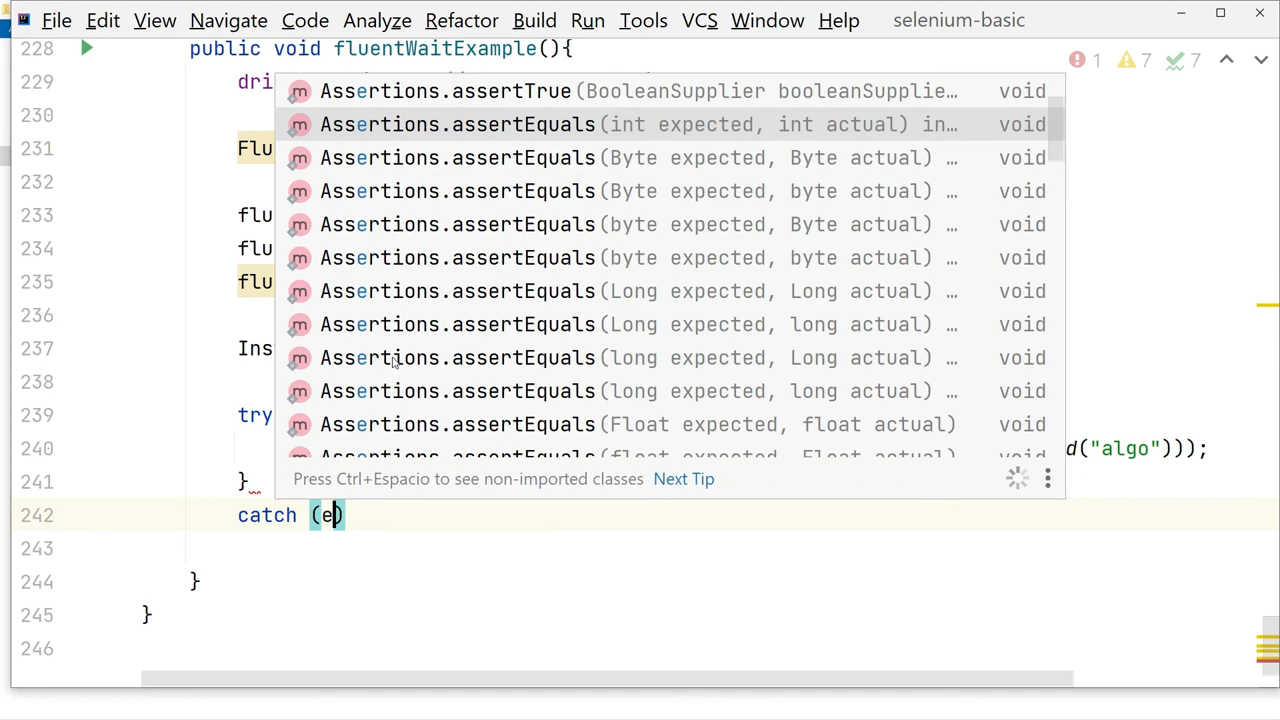 File Edit View Navigate Code Analyze Refactor Build Run Tools VCS Window Help selenium-basic
228 public void fluentWaitExample(){
1 7 7
229 dri
Assertions.assertTrue(BooleanSupplier booleanSupplie… void
230 Assertions.assertEquals(int expected, int actual) in… void
231 Flu
Assertions.assertEquals(Byte expected, Byte actual) … void
232 Assertions.assertEquals(Byte expected, byte actual) … void
233 flu Assertions.assertEquals(byte expected, Byte actual) … void
234 flu Assertions.assertEquals(byte expected, byte actual) … void
235 flu Assertions.assertEquals(Long expected, Long actual) … void
236 Assertions.assertEquals(Long expected, long actual) … void
237 Ins Assertions.assertEquals(long expected, Long actual) … void
238 Assertions.assertEquals(long expected, long actual) … void
239 try Assertions.assertEquals(Float expected, float actual) void
240 Assertions.assertEquals(float expected, Float actual) void d("algo")));
241 } Press Ctrl+Espacio to see non-imported classes Next Tip
242 catch (e)
243
244 }
245 }
246